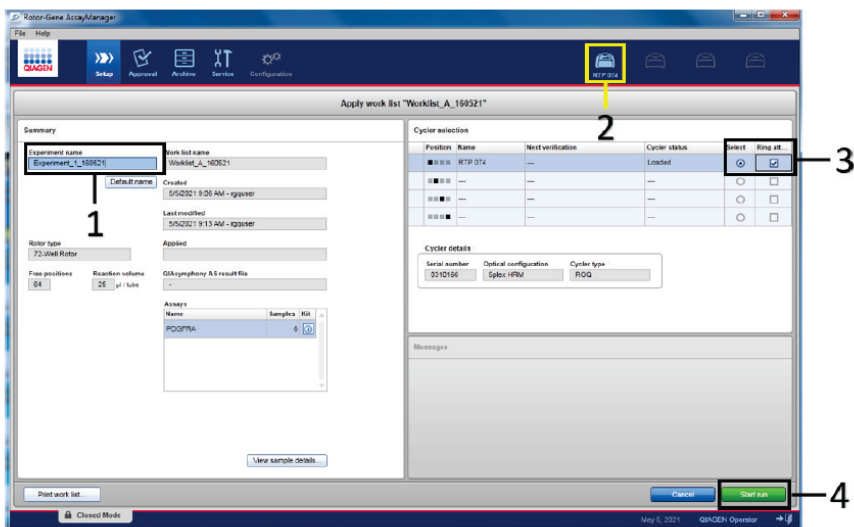 Rotor-Gene AssayManager
File Help
QIAGEN
Setup Approval Archive Service Configuration
RTP 074
2
Apply work list "Worklist_A_160521"
Summary
Experiment name
Experiment_1_160521
Default name
1
Work list name
Worklist_A_160521
Created
5/5/2021 9:06 AM - rgquser
Last modified
5/5/2021 9:13 AM - rgquser
Rotor type
72-Well Rotor
Applied
Free positions
64
Reaction volume
25 µl / tube
QIAsymphony AS result file
-
Assays
Name Samples Kit
PDGFRA 6
View sample details...
Cycler selection
Position Name Next verification Cycler status Select Ring att...
RTP 074 --- Loaded
--- --- ---
--- --- ---
--- --- ---
3
Cycler details
Serial number Optical configuration Cycler type
0310166 5plex HRM RGQ
Messages
Print work list...
Cancel
Start run
4
Closed Mode
May 5, 2021 QIAGEN Operator